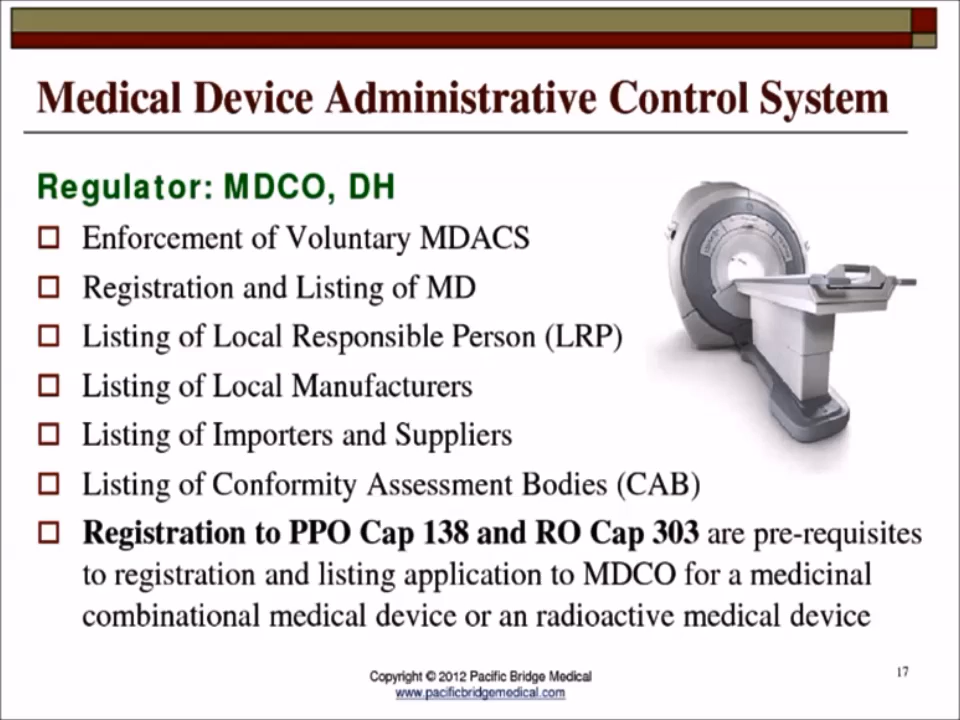 Medical Device Administrative Control System
Regulator: MDCO, DH
Enforcement of Voluntary MDACS
Registration and Listing of MD
Listing of Local Responsible Person (LRP)
Listing of Local Manufacturers
Listing of Importers and Suppliers
Listing of Conformity Assessment Bodies (CAB)
Registration to PPO Cap 138 and RO Cap 303 are pre-requisites
to registration and listing application to MDCO for a medicinal
combinational medical device or an radioactive medical device
Copyright © 2012 Pacific Bridge Medical
www.pacificbridgemedical.com
17